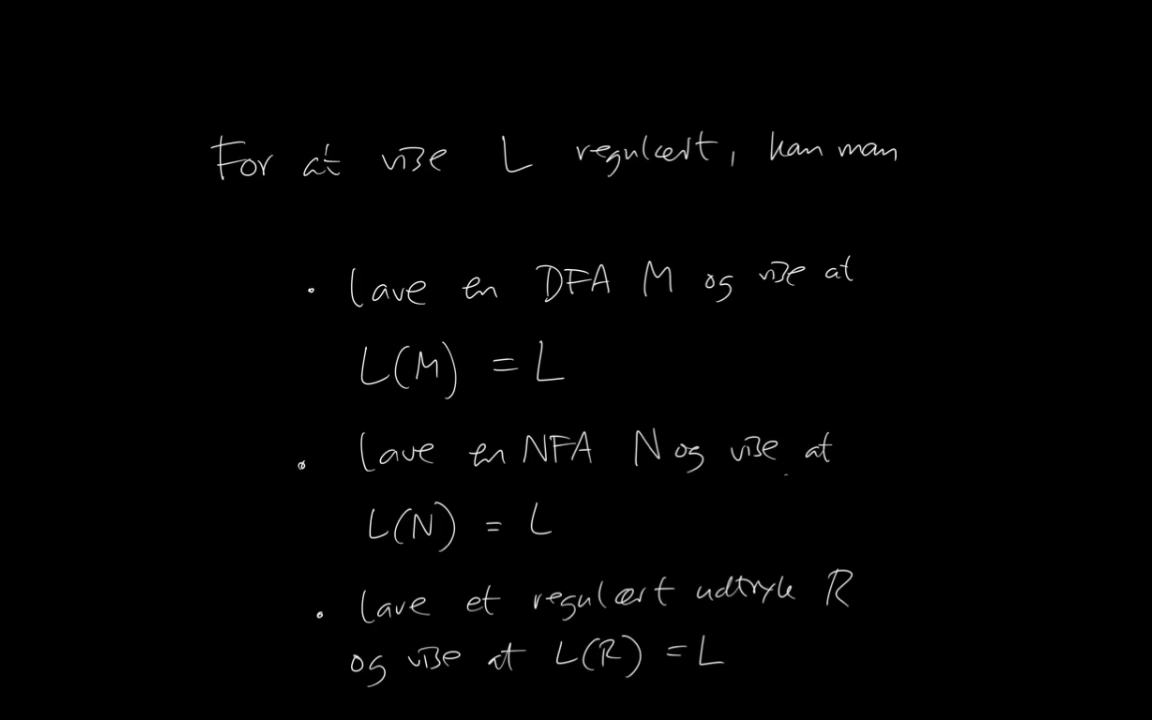 For at vise L regulært, kan man
• lave en DFA M og vise at
L(M) = L
• lave en NFA N og vise at
L(N) = L
• lave et regulært udtryk R
og vise at L(R) = L